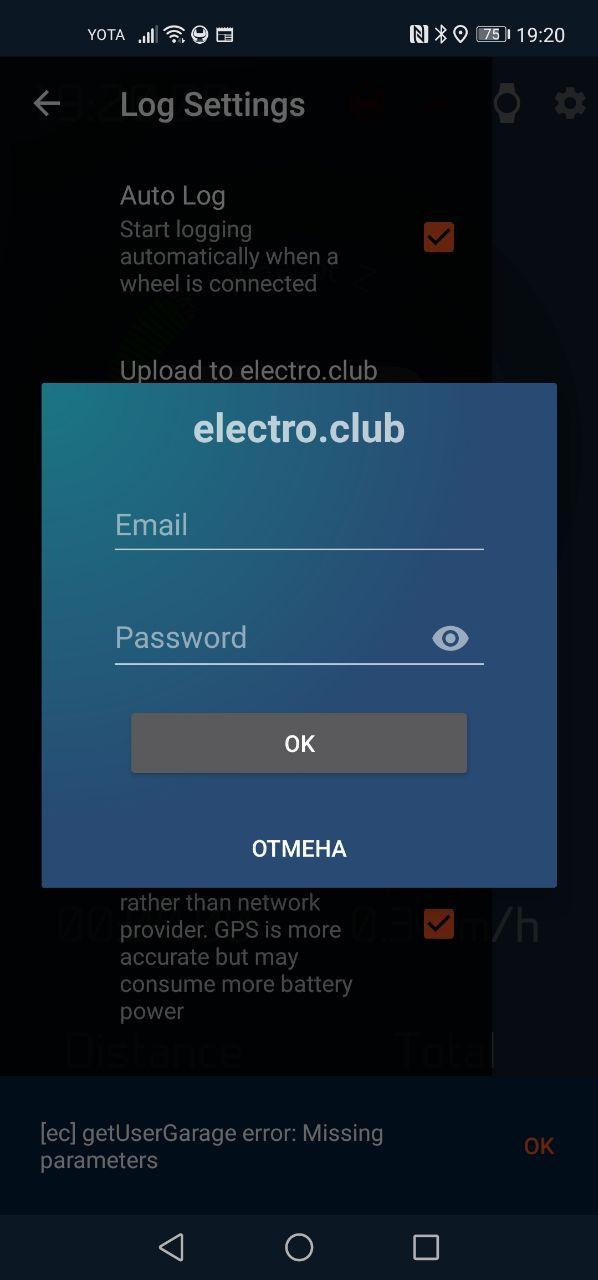 YOTA 75 19:20
Log Settings
Auto Log
Start logging
automatically when a
wheel is connected
Upload to electro.club
electro.club
Email
Password
OK
ОТМЕНА
rather than network
provider. GPS is more
accurate but may
consume more battery
power
Distance Total
[ec] getUserGarage error: Missing
parameters
OK